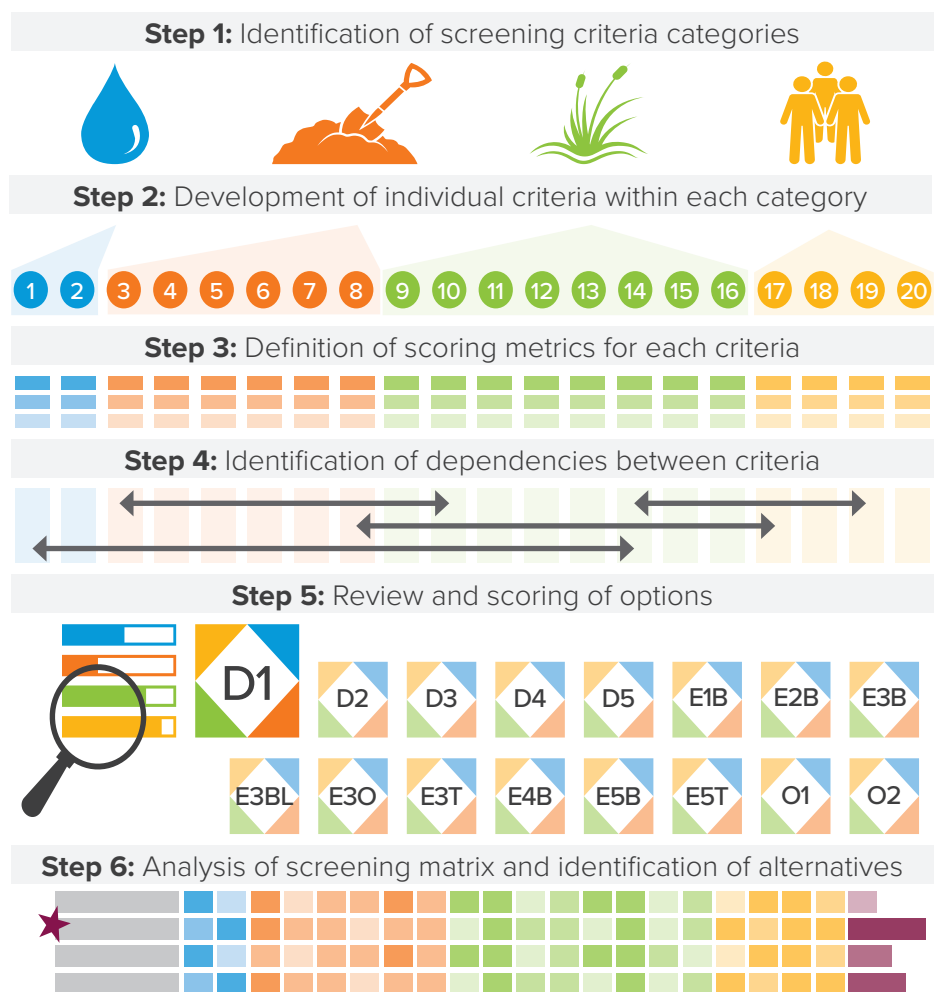 Step 1: Identification of screening criteria categories
Step 2: Development of individual criteria within each category
1 2 3 4 5 6 7 8 9 10 11 12 13 14 15 16 17 18 19 20
Step 3: Definition of scoring metrics for each criteria
Step 4: Identification of dependencies between criteria
Step 5: Review and scoring of options
D1 D2 D3 D4 D5 E1B E2B E3B
E3BL E3O E3T E4B E5B E5T O1 O2
Step 6: Analysis of screening matrix and identification of alternatives